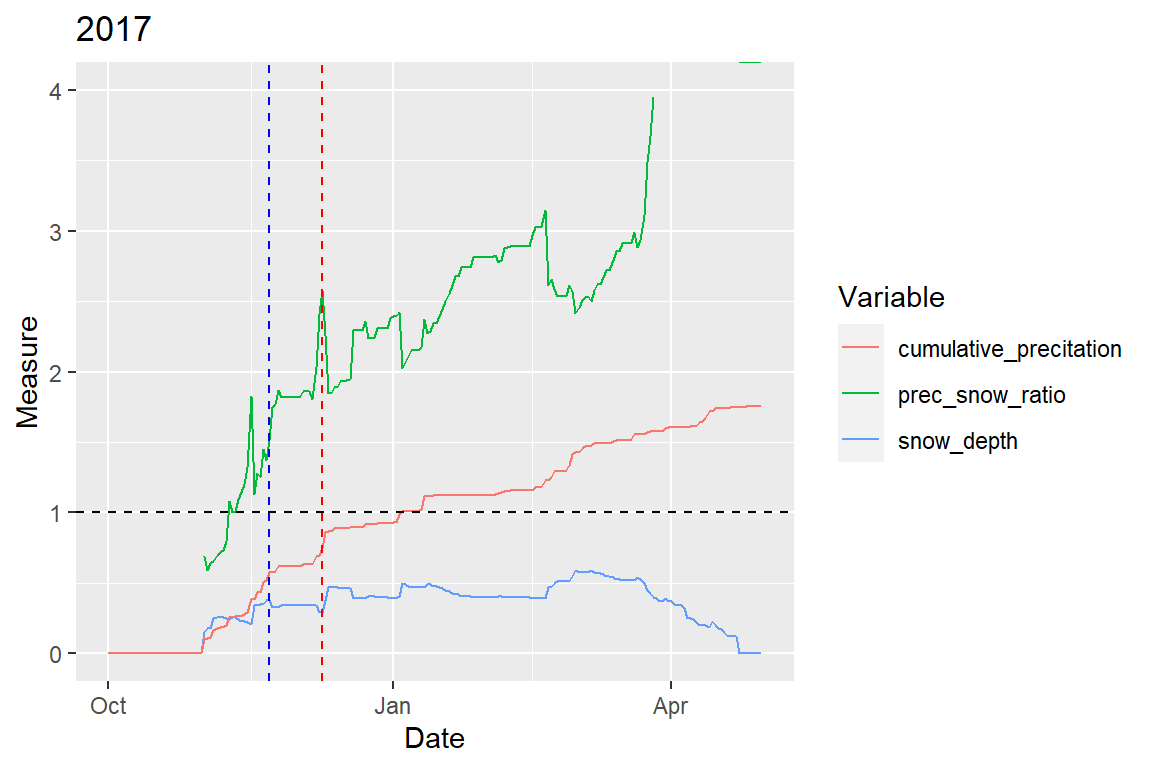 2017
Measure
4
3
2
1
0
Oct
Jan
Apr
Date
Variable
cumulative_precitation
prec_snow_ratio
snow_depth